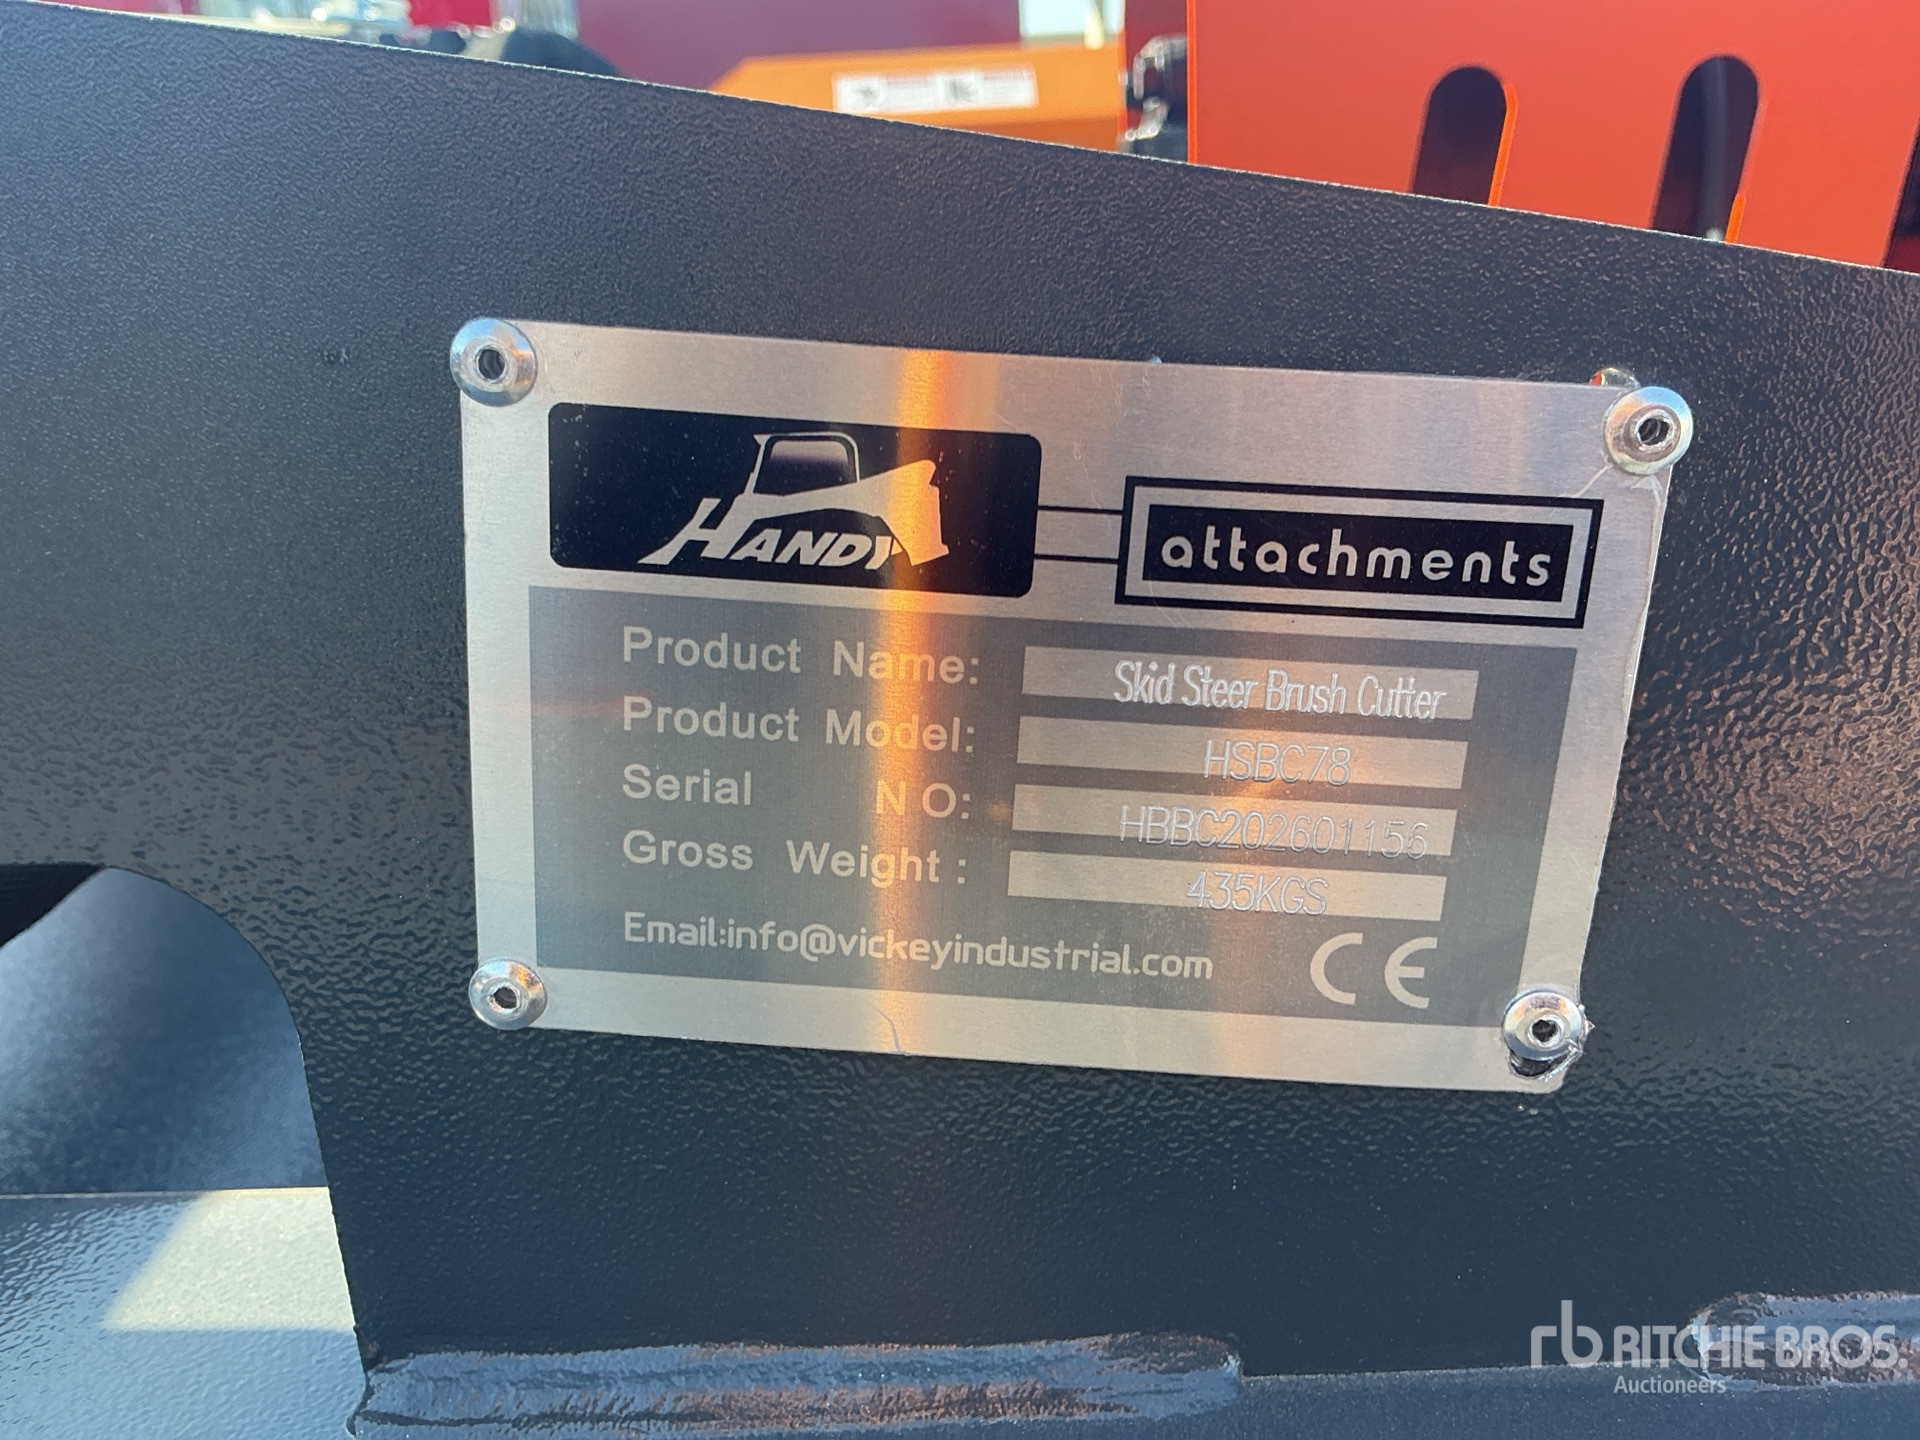 HANDY
attachments
Product Name: Skid Steer Brush Cutter
Product Model: HSBC78
Serial NO: HBBC202601156
Gross Weight: 435KGS
Email:info@vickeyindustrial.com
CE
rb RITCHIE BROS.
Auctioneers